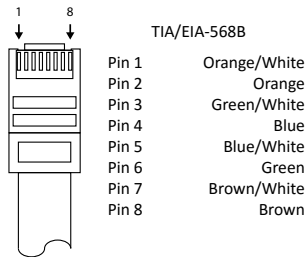 1 8
TIA/EIA-568B
Pin 1 Orange/White
Pin 2 Orange
Pin 3 Green/White
Pin 4 Blue
Pin 5 Blue/White
Pin 6 Green
Pin 7 Brown/White
Pin 8 Brown